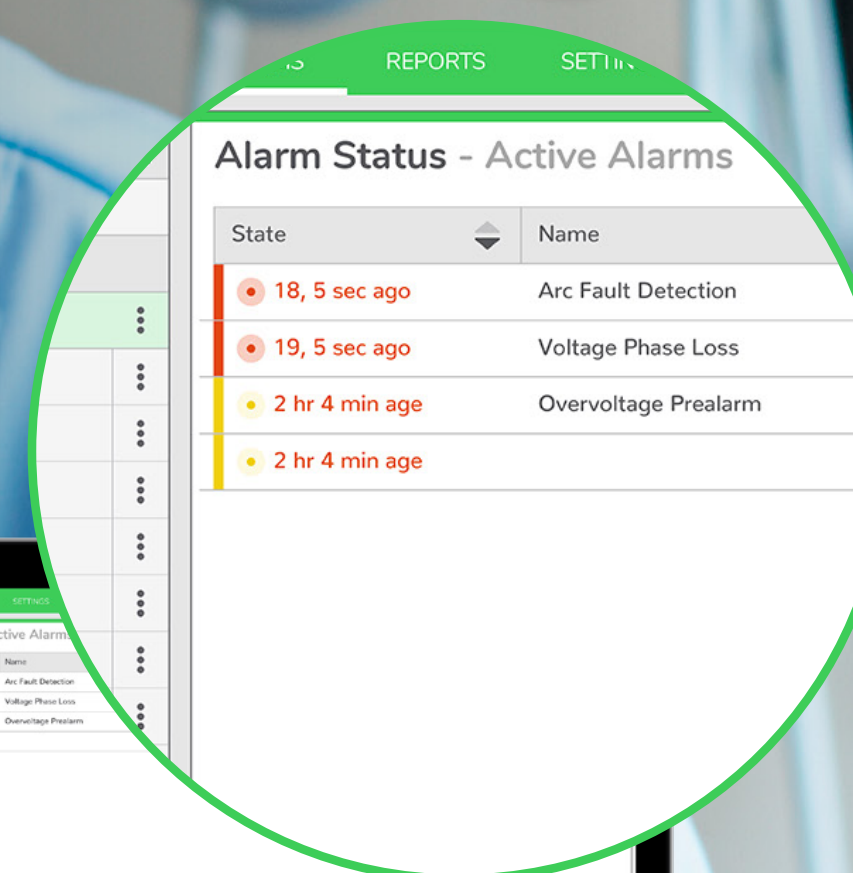 REPORTS
Alarm Status - Active Alarms
State Name
18, 5 sec ago Arc Fault Detection
19, 5 sec ago Voltage Phase Loss
2 hr 4 min age Overvoltage Prealarm
2 hr 4 min age
SETTINGS
Alarms
Name
Arc Fault Detection
Voltage Phase Loss
Overvoltage Prealarm